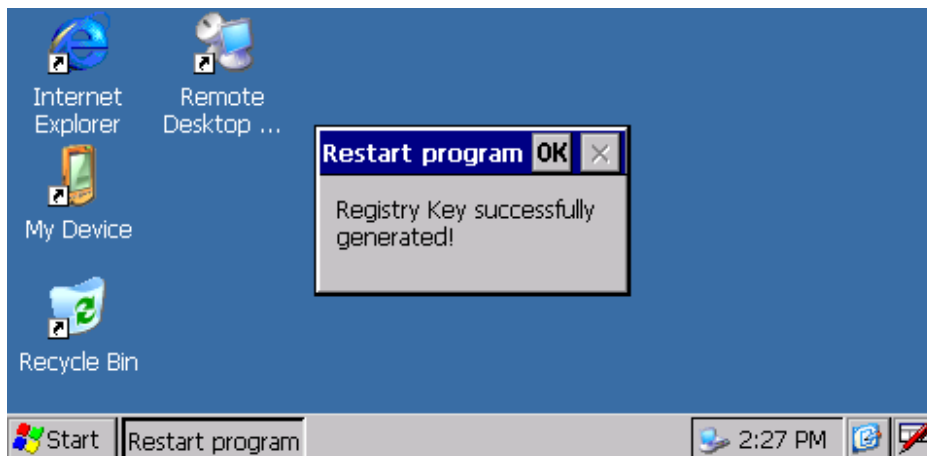 Internet
Explorer
Remote
Desktop ...
My Device
Recycle Bin
Restart program OK
Registry Key successfully
generated!
Start
Restart program
2:27 PM